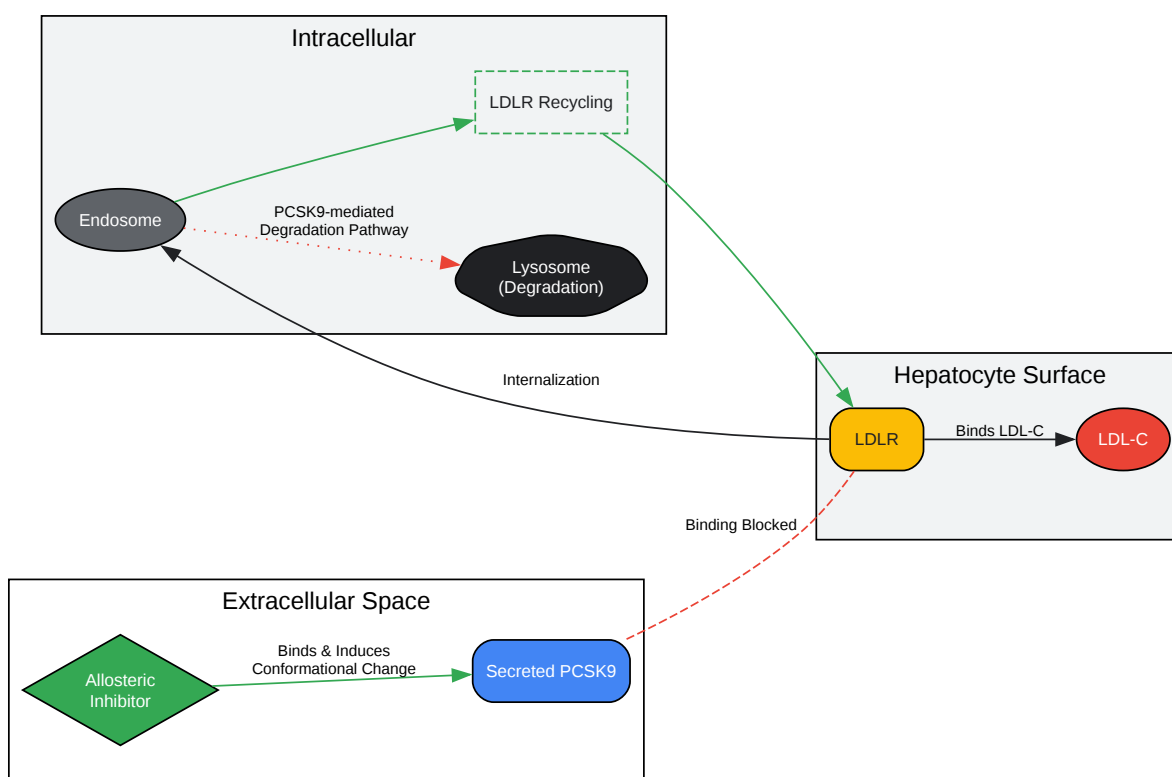 Intracellular
LDLR Recycling
Endosome
PCSK9-mediated
Degradation Pathway
Lysosome
(Degradation)
Internalization
Hepatocyte Surface
LDLR
Binds LDL-C
LDL-C
Binding Blocked
Extracellular Space
Allosteric
Inhibitor
Binds & Induces
Conformational Change
Secreted PCSK9